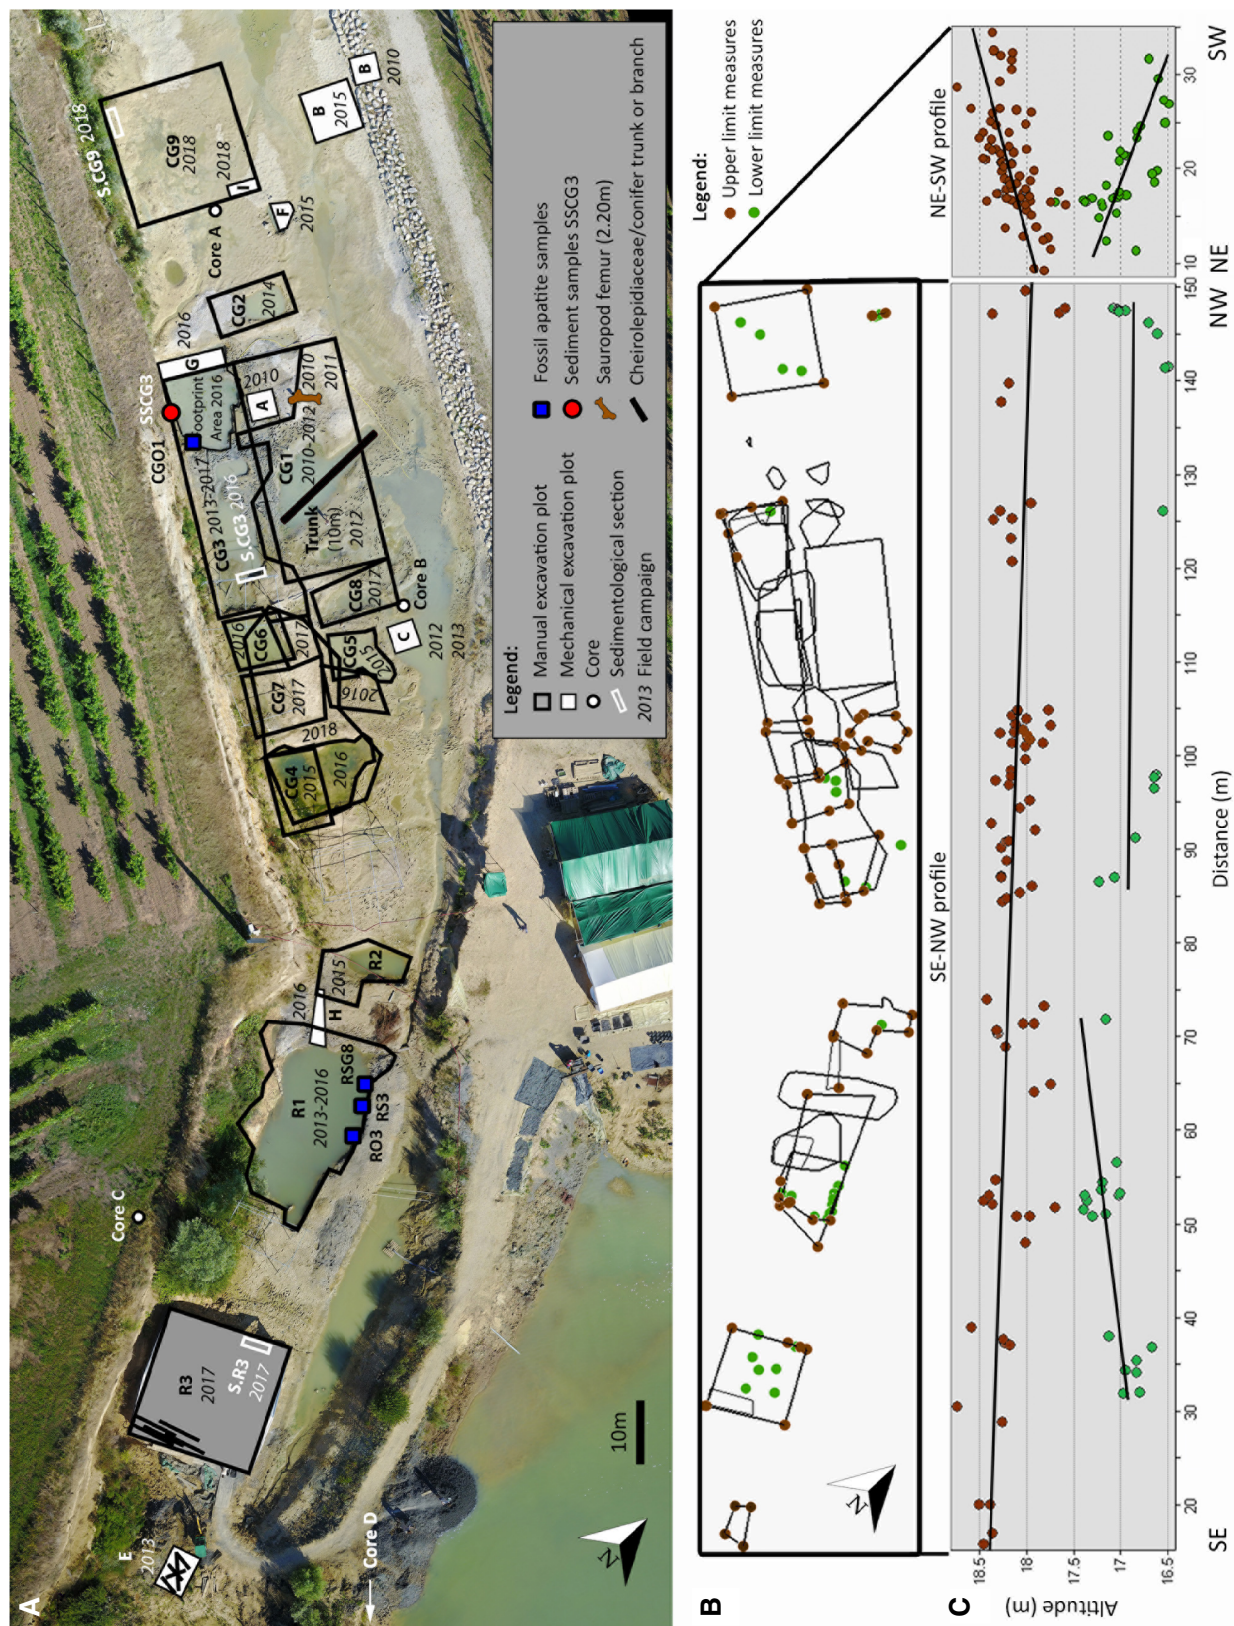 A
E
2013
R3
2017
S.R3
2017
Core C
Core D
10m
N
R1
2013-2016
RO3
RS3
RSG8
2016
H
2015
R2
CG4
2015
2016
2018
CG7
2017
2016
CG6
2017
CG5
2015
2016
CG8
2017
C
2012
2013
Core B
CG3 2013-2017
S.CG3 2016
CGO1
SSCG3
Footprint
Area 2016
G
2016
A
2010
CG1
2010-2012
2010
2011
Trunk
(10m)
2012
CG2
2014
Core A
F
2015
I
2018
CG9
2018
S.CG9 2018
B
2015
B
2010
Legend:
Manual excavation plot
Mechanical excavation plot
Core
Sedimentological section
2013 Field campaign
Fossil apatite samples
Sediment samples SSCG3
Sauropod femur (2.20m)
Cheirolepidiaceae/conifer trunk or branch
B
N
Legend:
Upper limit measures
Lower limit measures
C
SE-NW profile
NE-SW profile
Altitude (m)
18.5
18
17.5
17
16.5
20
30
40
50
60
70
80
90
100
110
120
130
140
150
10
20
30
SE
Distance (m)
NW
NE
SW